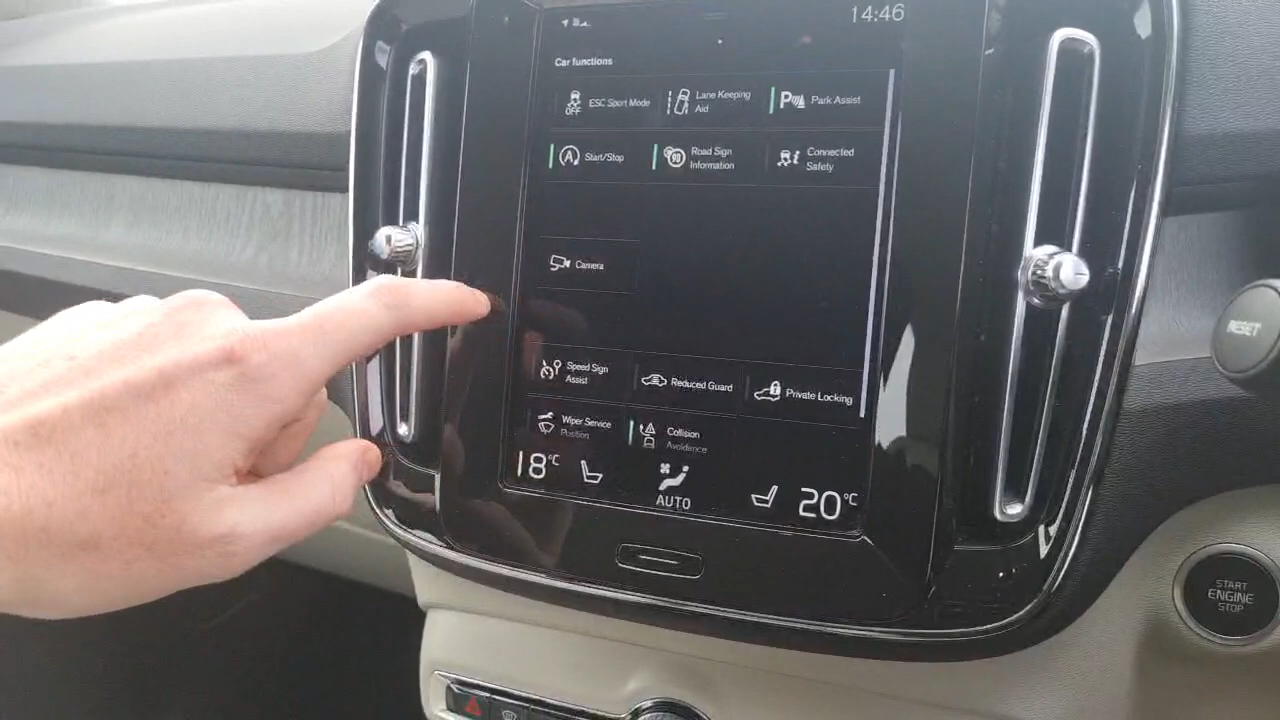 14:46
Car functions
OFF
ESC Sport Mode
Lane Keeping
Aid
P
Park Assist
A
Start/Stop
90
Road Sign
Information
Connected
Safety
Camera
Speed Sign
Assist
Reduced Guard
Private Locking
Wiper Service
Position
Collision
Avoidance
18°C
AUTO
20°C
RESET
START
ENGINE
STOP